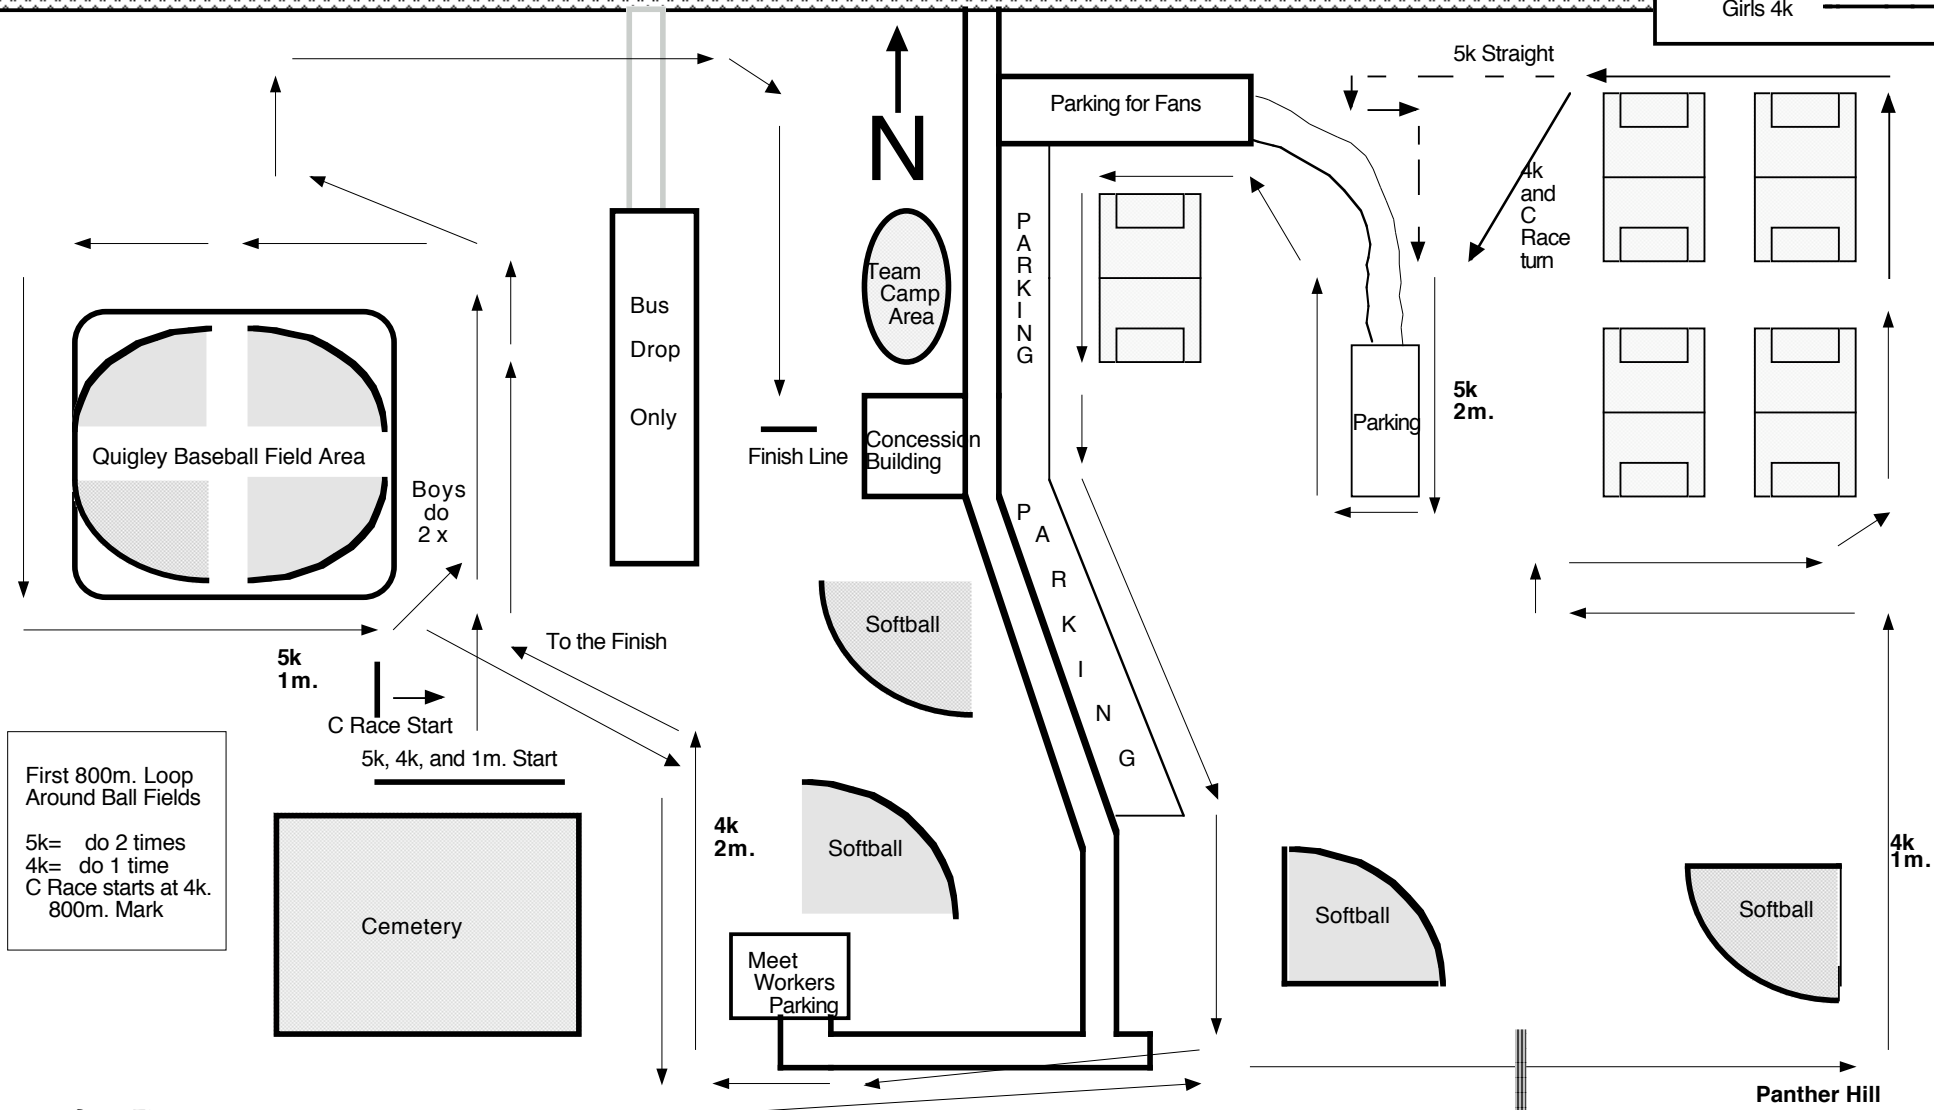 Girls 4k
5k Straight
Parking for Fans
N
4k
and
C
Race
turn
P
A
R
K
I
N
G
Team
Camp
Area
Bus
Drop
Only
5k
2m.
Parking
Finish Line
Concession
Building
Quigley Baseball Field Area
Boys
do
2 x
P
A
R
K
I
N
G
Softball
To the Finish
5k
1m.
C Race Start
5k, 4k, and 1m. Start
First 800m. Loop
Around Ball Fields
5k= do 2 times
4k= do 1 time
C Race starts at 4k.
800m. Mark
4k
2m.
Softball
4k
1m.
Softball
Softball
Cemetery
Meet
Workers
Parking
Panther Hill